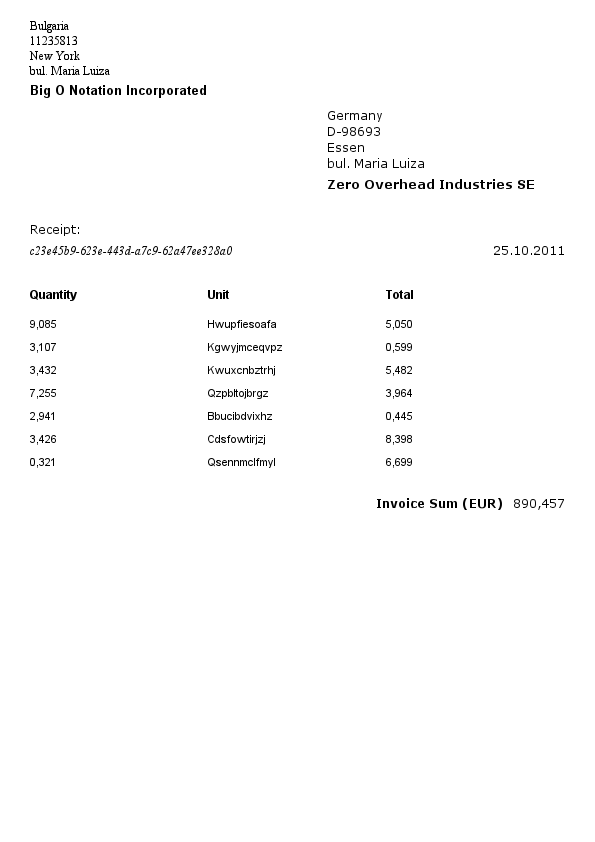 Bulgaria
11235813
New York
bul. Maria Luiza
Big O Notation Incorporated
Germany
D-98693
Essen
bul. Maria Luiza
Zero Overhead Industries SE
Receipt:
c23e45b9-623e-443d-a7c9-62a47ee328a0 25.10.2011
Quantity Unit Total
9,085 Hwupfiesoafa 5,050
3,107 Kgwyjmceqvpz 0,599
3,432 Kwuxcnbztrhj 5,482
7,255 Qzpbltojbrgz 3,964
2,941 Bbucibdvixhz 0,445
3,426 Cdsfowtirjzj 8,398
0,321 Qsennmclfmyl 6,699
Invoice Sum (EUR) 890,457